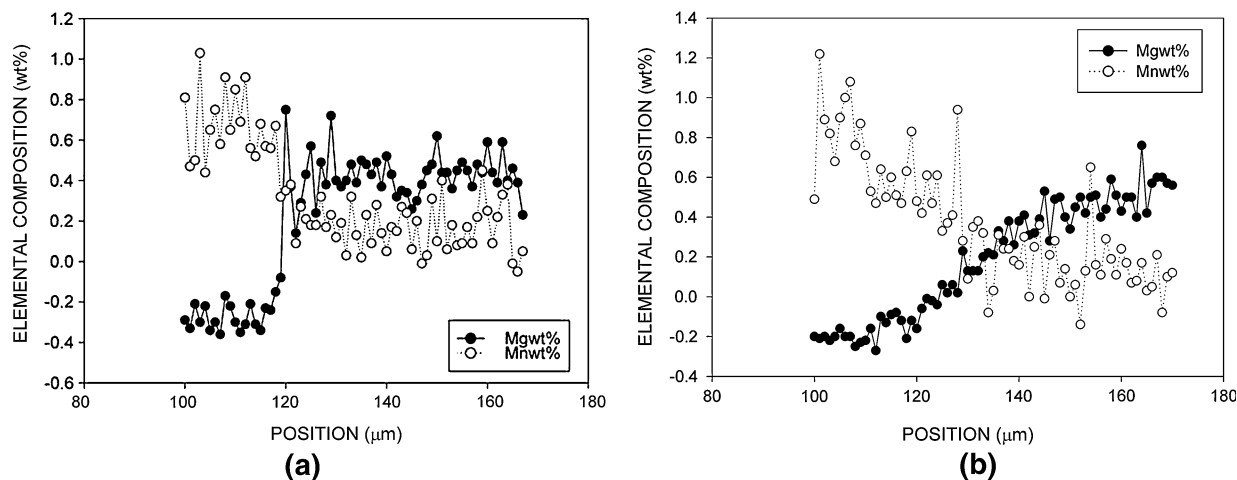 1.2
1.0
0.8
0.6
0.4
0.2
0.0
-0.2
-0.4
-0.6
ELEMENTAL COMPOSITION (wt%)
Mgwt%
Mnwt%
80 100 120 140 160 180
POSITION (μm)
(a)
1.4
1.2
1.0
0.8
0.6
0.4
0.2
0.0
-0.2
-0.4
ELEMENTAL COMPOSITION (wt%)
Mgwt%
Mnwt%
80 100 120 140 160 180
POSITION (μm)
(b)